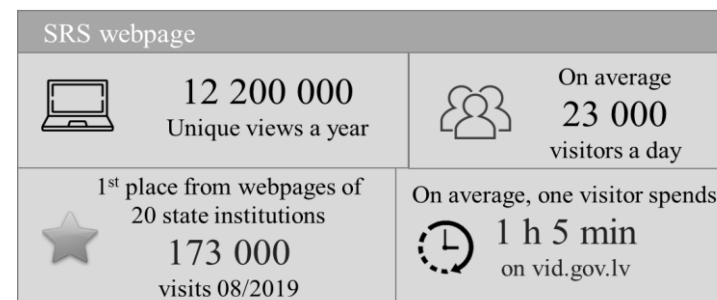 SRS webpage
12 200 000
Unique views a year
On average
23 000
visitors a day
1st place from webpages of
20 state institutions
173 000
visits 08/2019
On average, one visitor spends
1 h 5 min
on vid.gov.lv